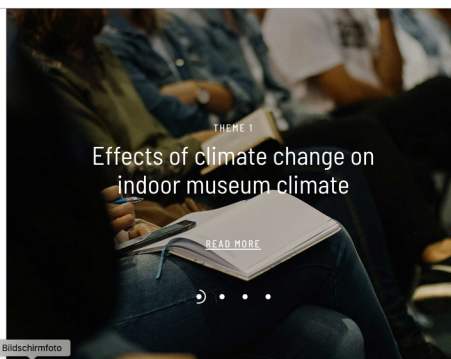 THEME 1
Effects of climate change on
indoor museum climate
READ MORE
Bildschirmfoto